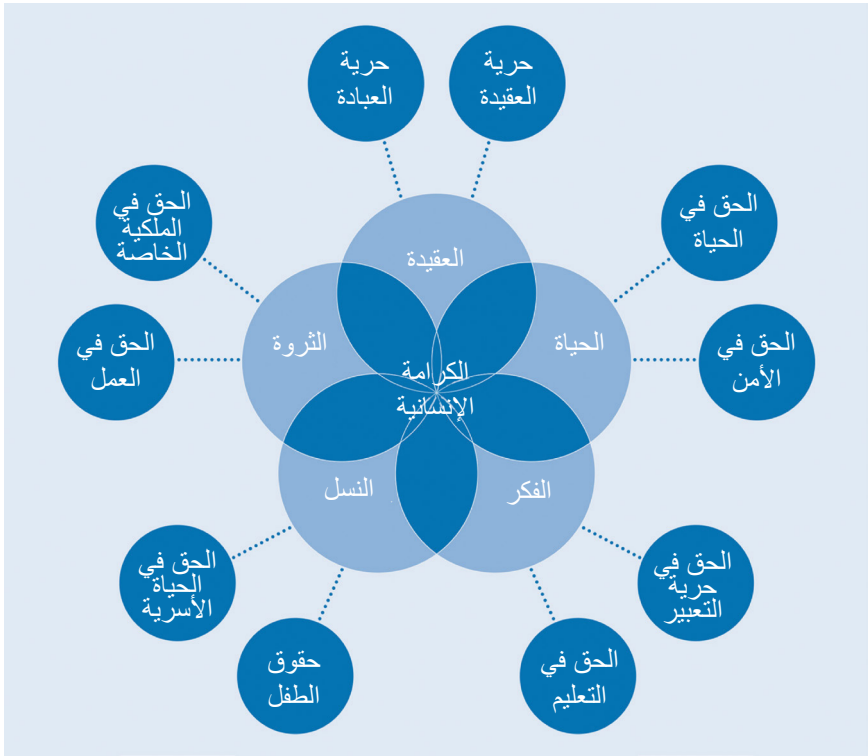 حرية
العقيدة
حرية
العبادة
الحق في
الملكية
الخاصة
الحق في
الحياة
العقيدة
الثروة
الحياة
الحق في
العمل
الحق في
الأمن
الكرامة
الإنسانية
النسل
الفكر
الحق في
الحياة
الأسرية
الحق في
حرية
التعبير
حقوق
الطفل
الحق في
التعليم